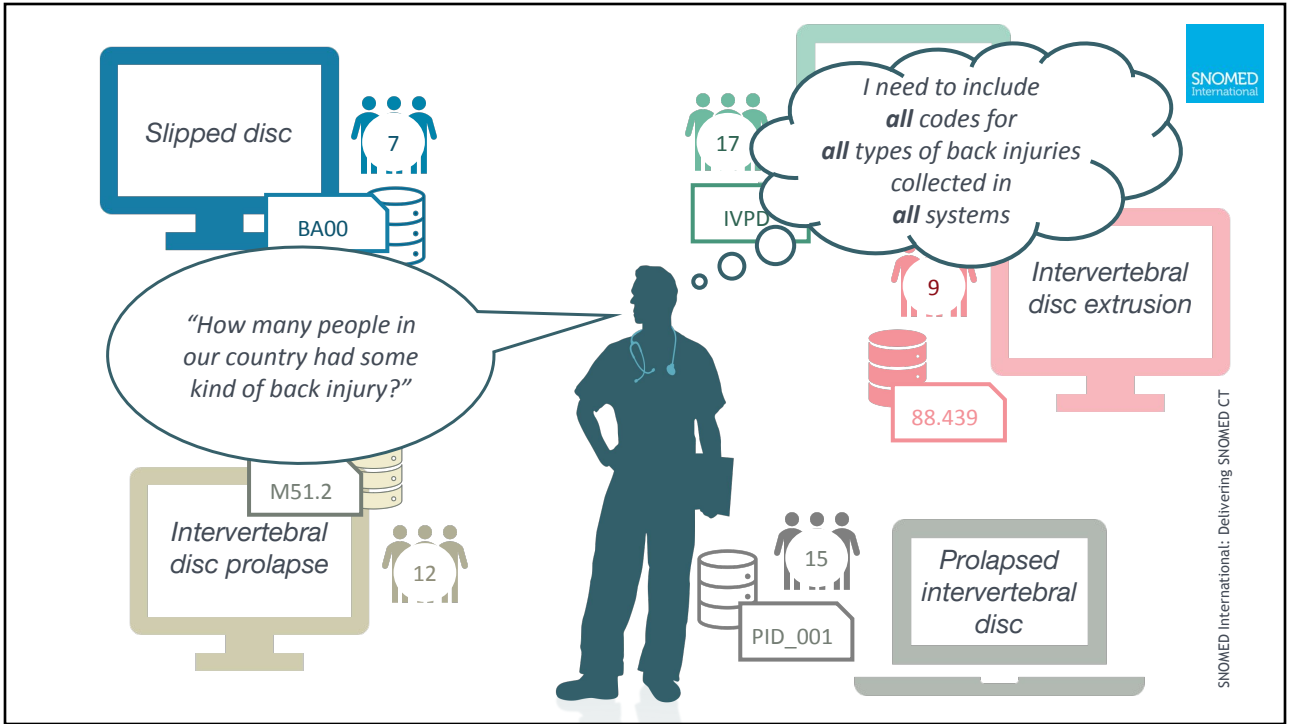 Slipped disc
7
BA00
"How many people in
our country had some
kind of back injury?"
M51.2
Intervertebral
disc prolapse
12
17
IVPD
I need to include
all codes for
all types of back injuries
collected in
all systems
SNOMED
International
9
Intervertebral
disc extrusion
88.439
15
PID_001
Prolapsed
intervertebral
disc
SNOMED International: Delivering SNOMED CT